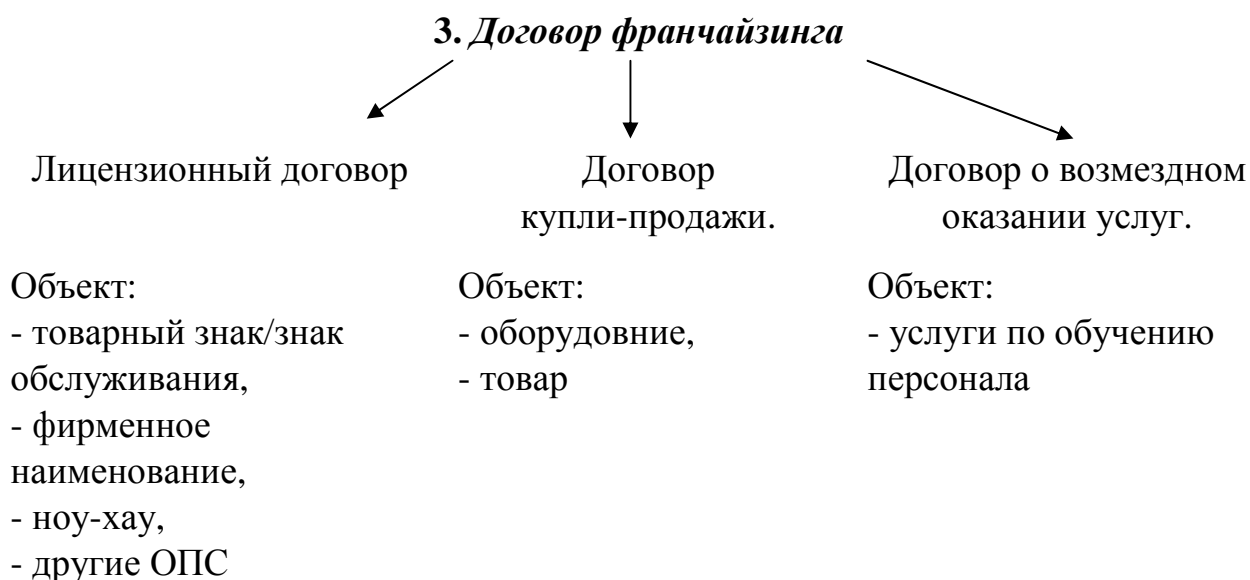 3. Договор франчайзинга
Лицензионный договор
Договор
купли-продажи.
Договор о возмездном
оказании услуг.
Объект:
- товарный знак/знак
обслуживания,
- фирменное
наименование,
- ноу-хау,
- другие ОПС
Объект:
- оборудовние,
- товар
Объект:
- услуги по обучению
персонала